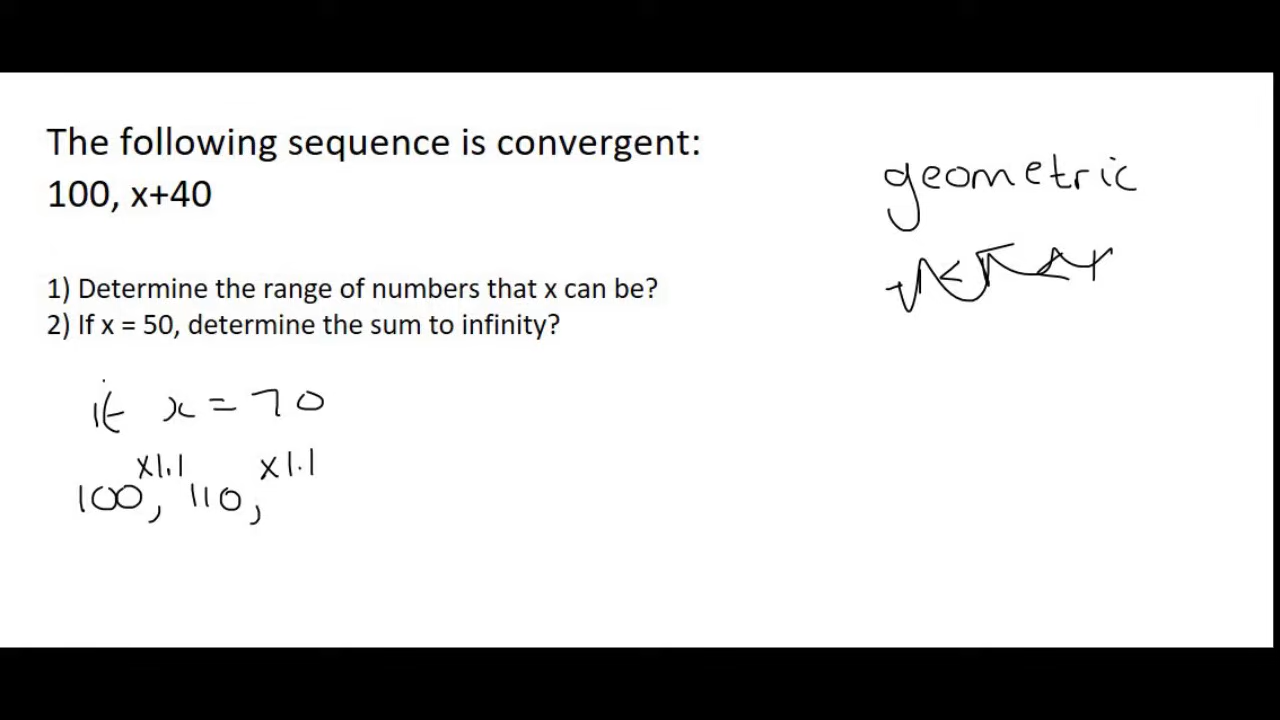 The following sequence is convergent:
100, x+40
geometric
1) Determine the range of numbers that x can be?
2) If x = 50, determine the sum to infinity?
if x = 70
x1.1 x1.1
100, 110,